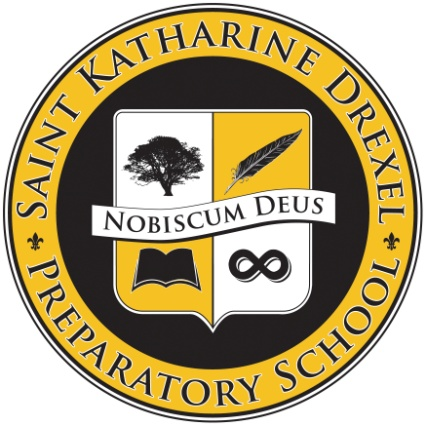 SAINT KATHARINE DREXEL
NOBISCUM DEUS
PREPARATORY SCHOOL